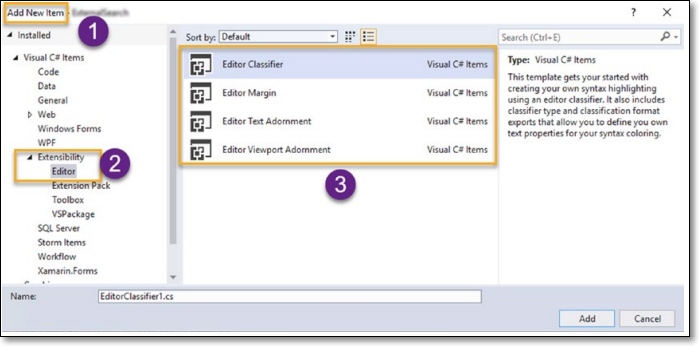 Add New Item
?
×
1
Installed
Sort by: Default
Search (Ctrl+E)
Visual C# Items
Code
Data
General
Web
Windows Forms
WPF
Extensibility
2
Editor
Extension Pack
Toolbox
VSPackage
SQL Server
Storm Items
Workflow
Xamarin.Forms
Editor Classifier Visual C# Items
Editor Margin Visual C# Items
Editor Text Adornment Visual C# Items
Editor Viewport Adornment Visual C# Items
3
Type: Visual C# Items
This template gets your started with
creating your own syntax highlighting
using an editor classifier. It also includes
classifier type and classification format
exports that allow you to define you own
text properties for your syntax coloring.
Name: EditorClassifier1.cs
Add Cancel